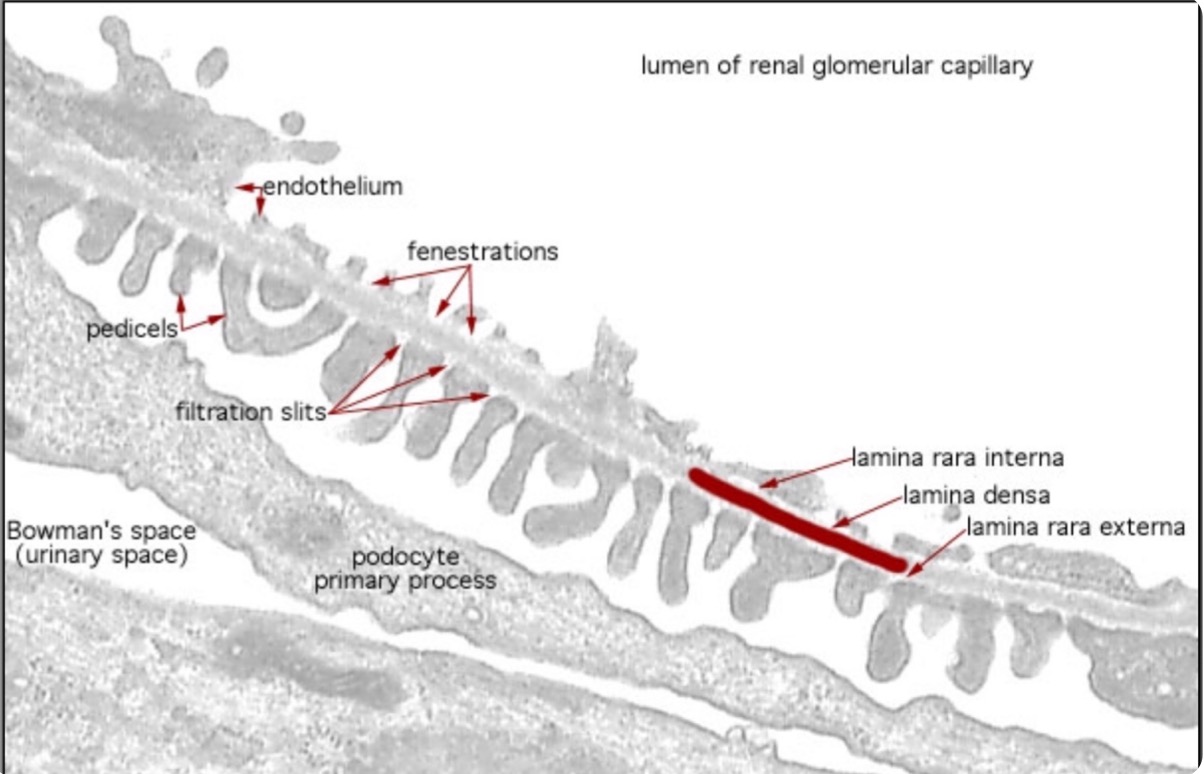 lumen of renal glomerular capillary
endothelium
fenestrations
pedicels
filtration slits
lamina rara interna
lamina densa
lamina rara externa
Bowman's space
(urinary space)
podocyte
primary process